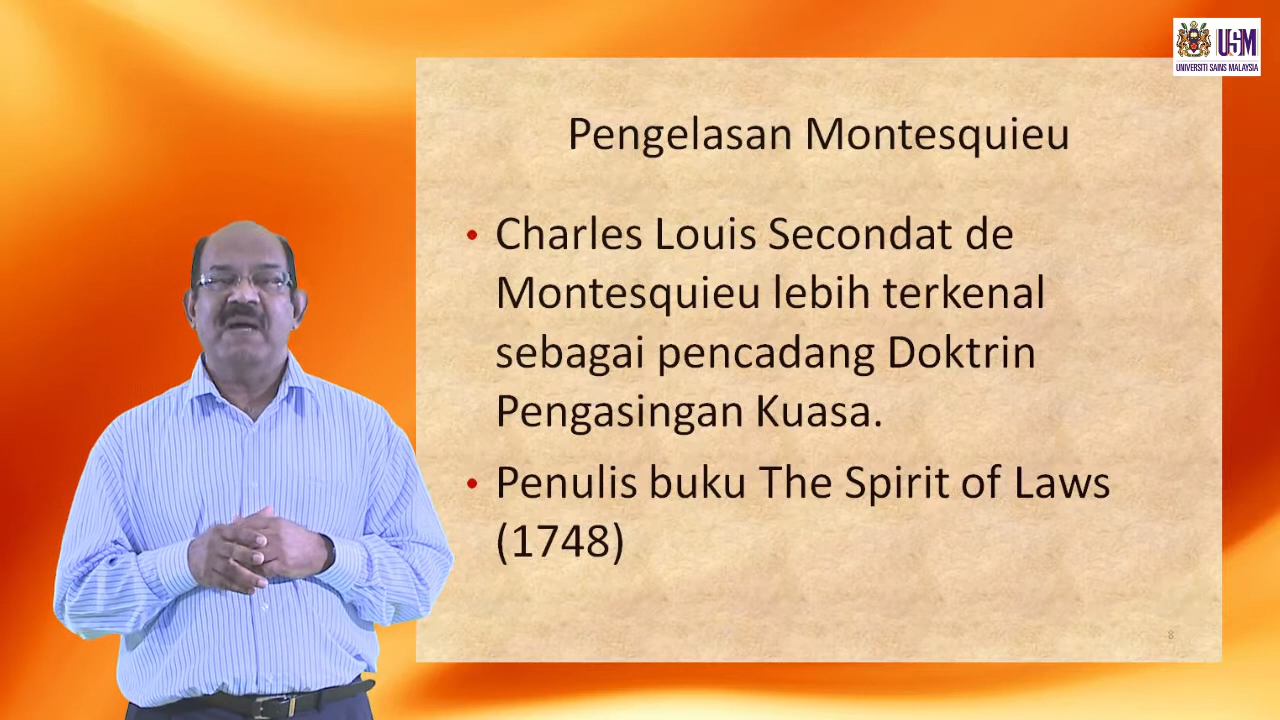 USM
UNIVERSITI SAINS MALAYSIA
Pengelasan Montesquieu
• Charles Louis Secondat de
Montesquieu lebih terkenal
sebagai pencadang Doktrin
Pengasingan Kuasa.
• Penulis buku The Spirit of Laws
(1748)
8